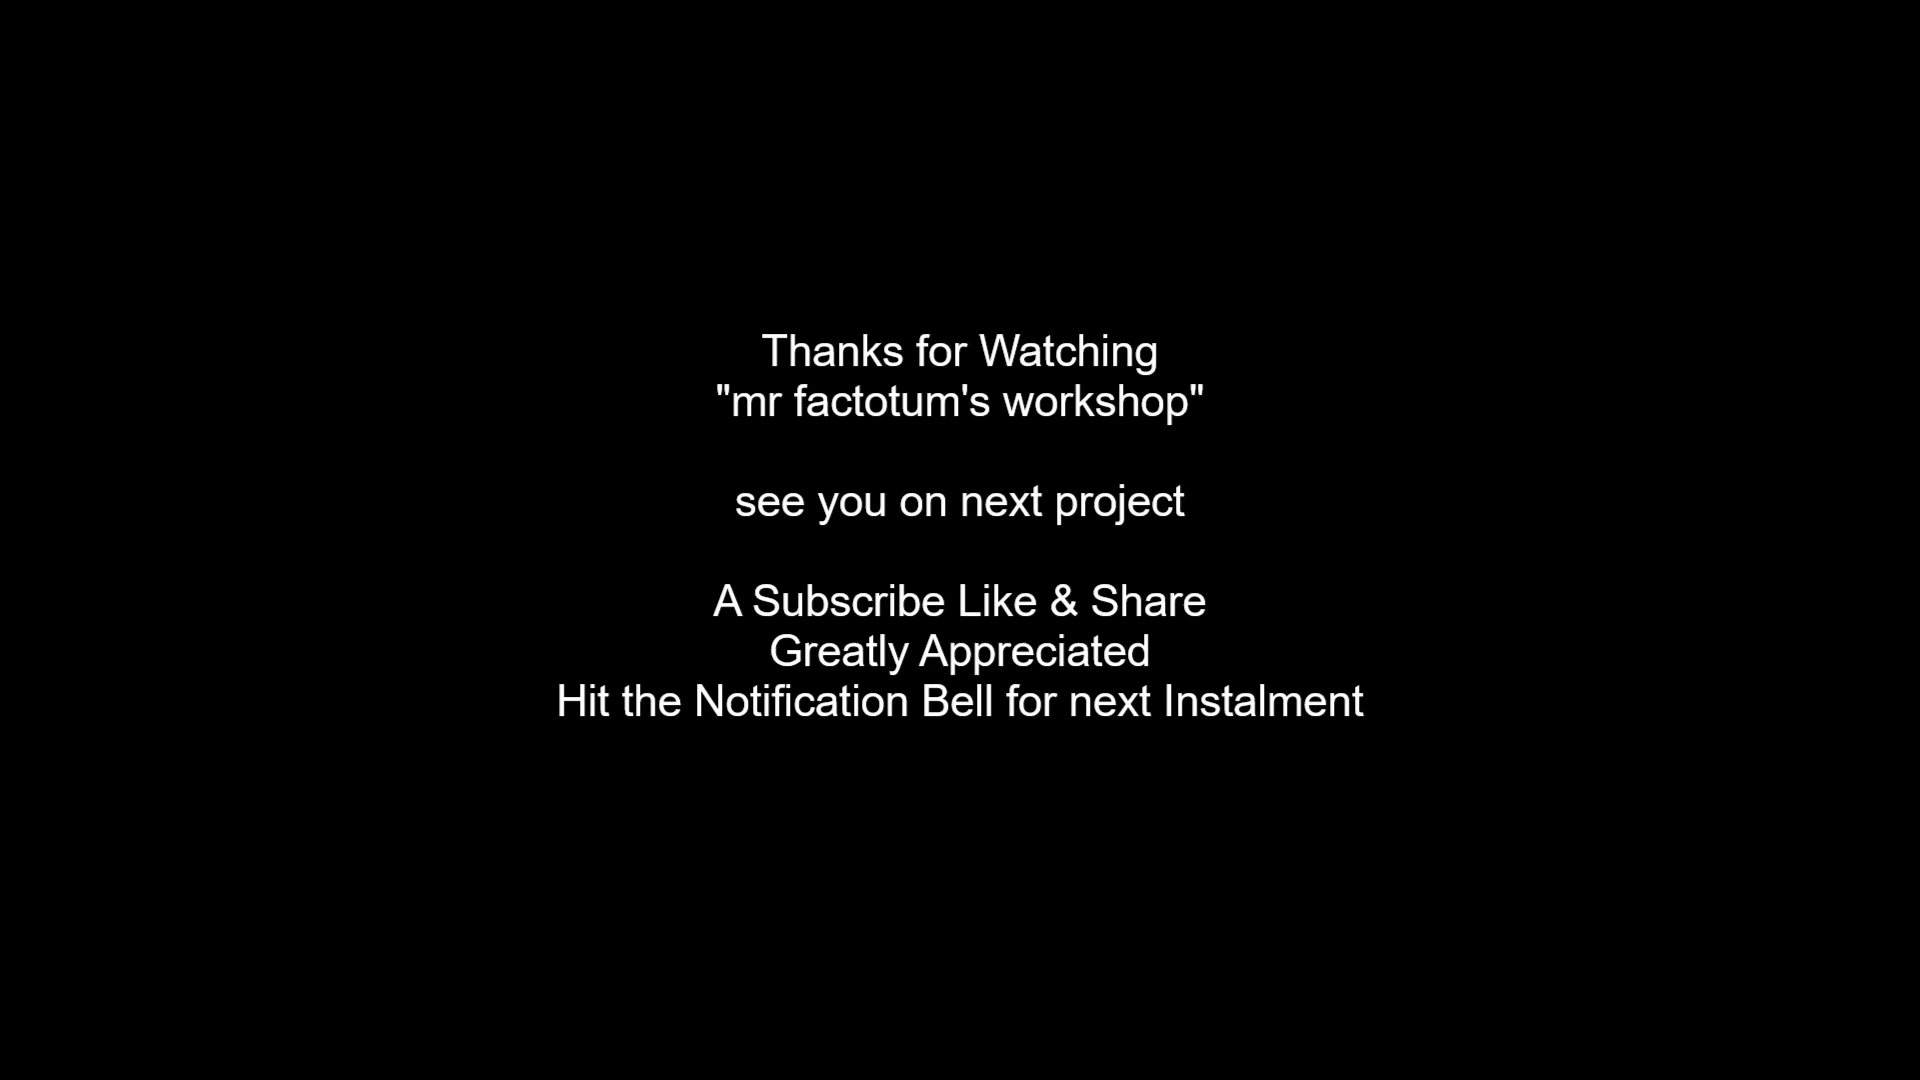 Thanks for Watching
"mr factotum's workshop"
see you on next project
A Subscribe Like & Share
Greatly Appreciated
Hit the Notification Bell for next Instalment